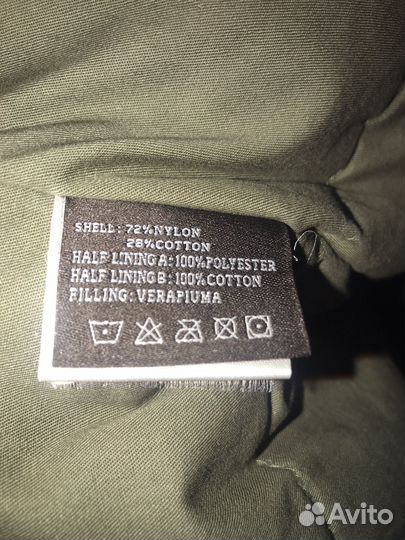 SHELL: 72%NYLON
28%COTTON
HALF LINING A:100%POLYESTER
HALF LINING B:100%COTTON
FILLING: VERAPIUMA
Avito